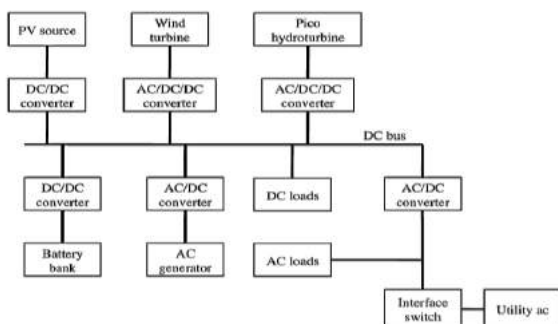 PV source
Wind
turbine
Pico
hydroturbine
DC/DC
converter
AC/DC/DC
converter
AC/DC/DC
converter
DC bus
DC/DC
converter
AC/DC
converter
DC loads
AC/DC
converter
Battery
bank
AC
generator
AC loads
Interface
switch
Utility ac